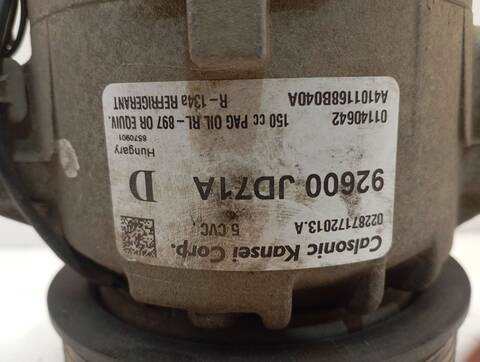 Calsonic Kansei Corp.
02287172013.A
5 CVC
92600 JD71A
D
Hungary
8570901
01140642
150 cc PAG OIL RL-897 OR EQUIV.
A4101168B040A
R-134a REFRIGERANT